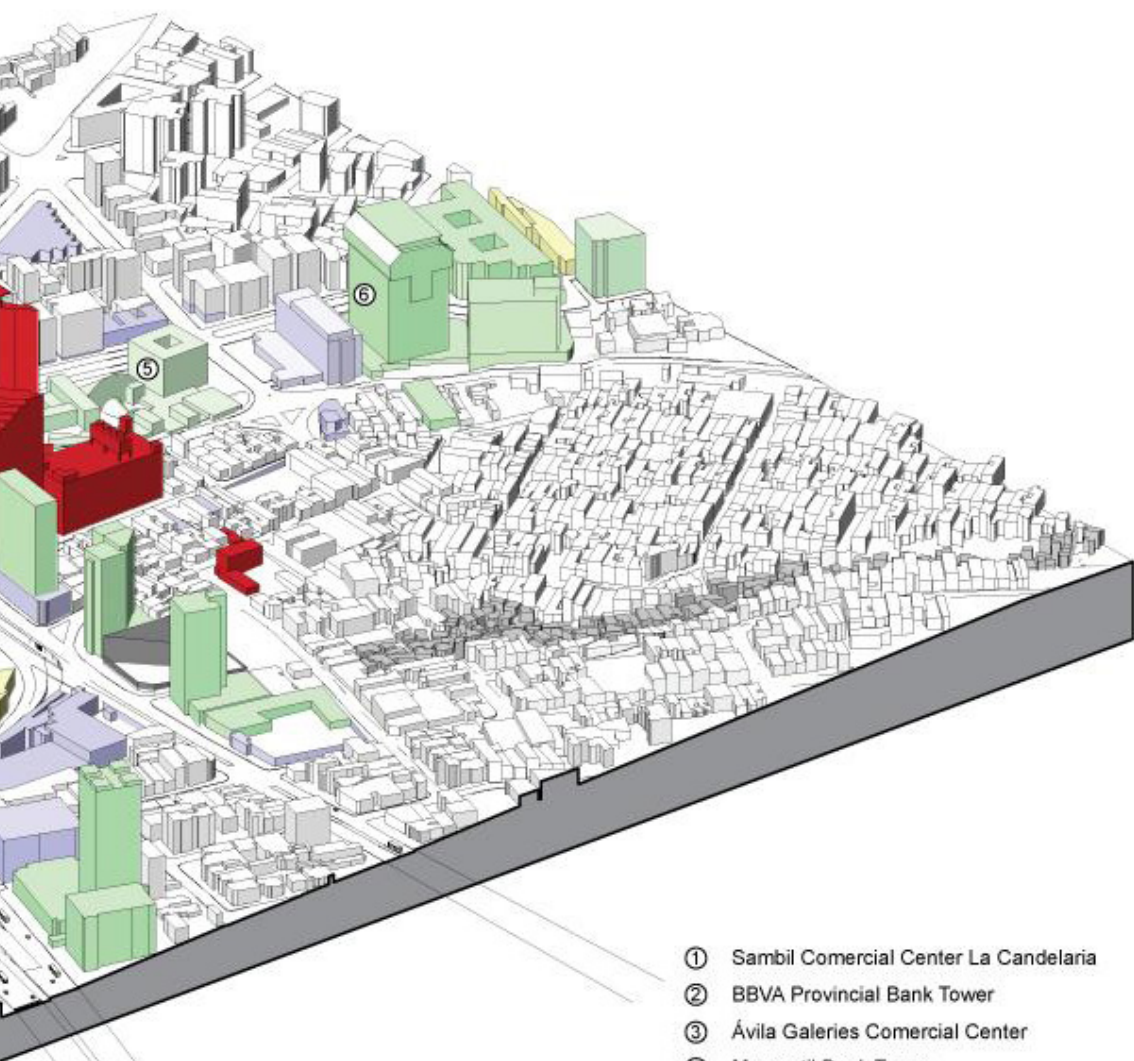 ⑥
⑤
① Sambil Comercial Center La Candelaria
② BBVA Provincial Bank Tower
③ Ávila Galeries Comercial Center